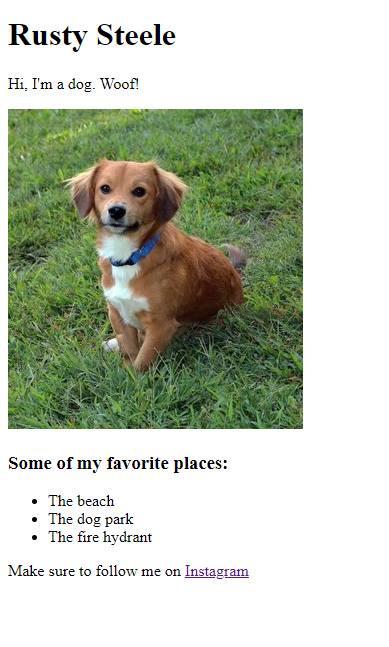 Rusty Steele
Hi, I'm a dog. Woof!
Some of my favorite places:
The beach
The dog park
The fire hydrant
Make sure to follow me on Instagram